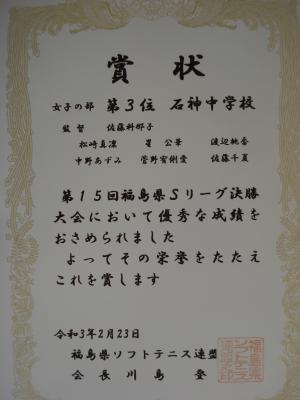 賞状
女子の部 第3位 石神中学校
監督 佐藤科那子
松崎真凛 星公華 渡辺桃香
中野あずみ 菅野宥俐愛 佐藤千夏
第15回福島県Sリーグ決勝
大会において優秀な成績を
おさめられました
よってその栄誉をたたえ
これを賞します
令和3年2月23日
福島県ソフトテニス連盟
会長川島登